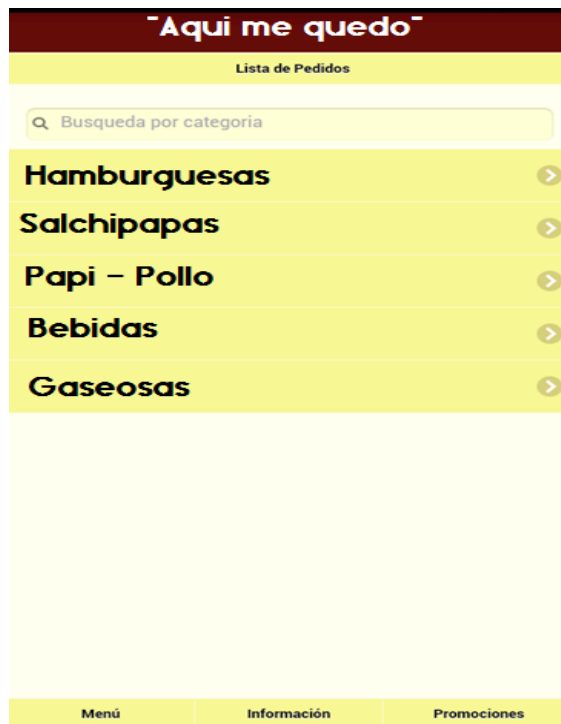 "Aqui me quedo"
Lista de Pedidos
Busqueda por categoria
Hamburguesas
Salchipapas
Papi - Pollo
Bebidas
Gaseosas
Menú Información Promociones